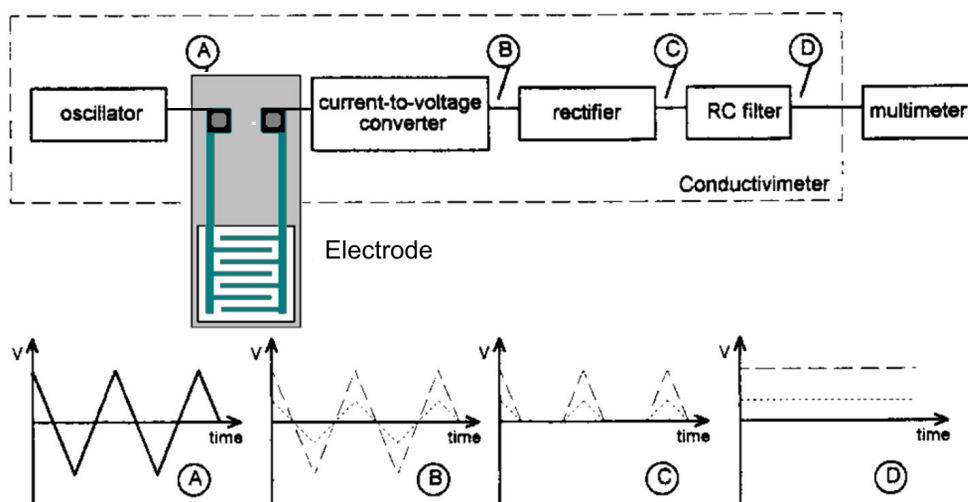 A
B
C
D
oscillator
current-to-voltage
converter
rectifier
RC filter
multimeter
Conductivimeter
Electrode
V
time
A
V
time
B
V
time
C
V
time
D